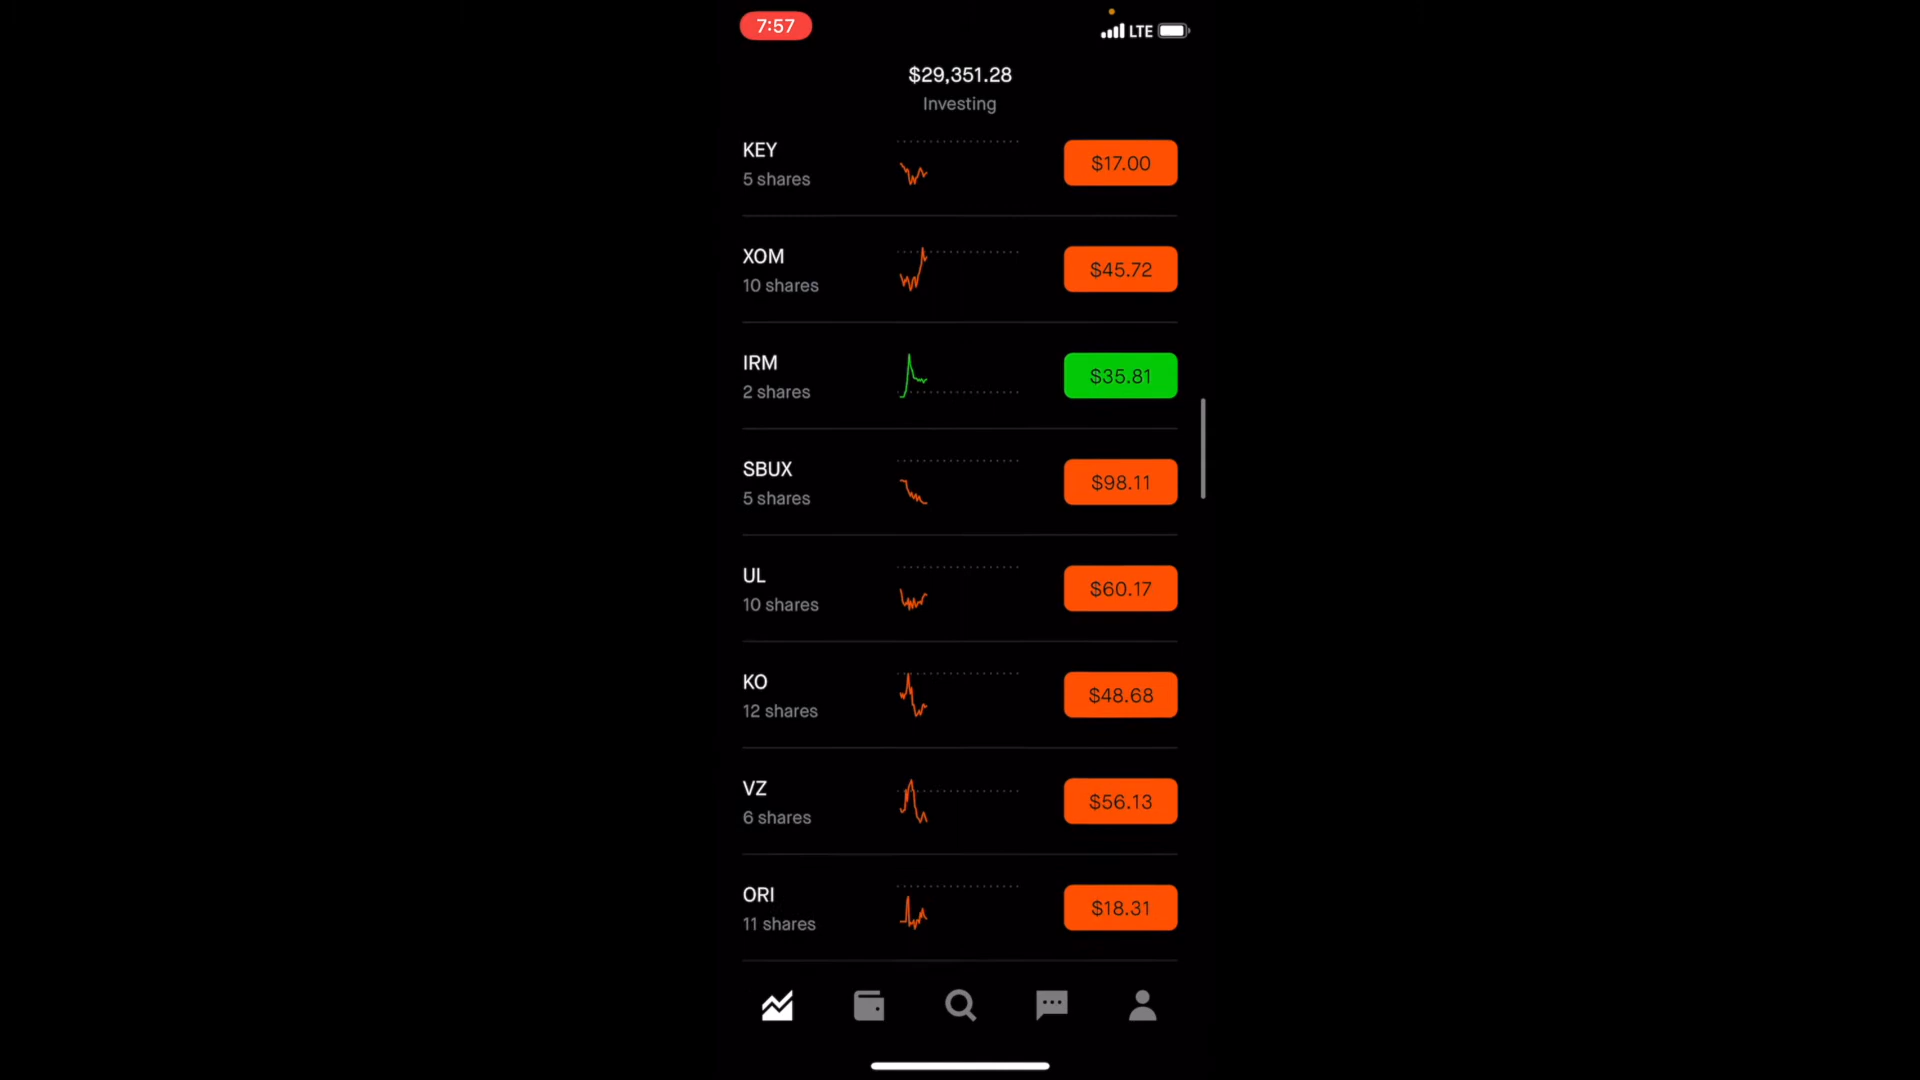 7:57
LTE
$29,351.28
Investing
KEY
5 shares
$17.00
XOM
10 shares
$45.72
IRM
2 shares
$35.81
SBUX
5 shares
$98.11
UL
10 shares
$60.17
KO
12 shares
$48.68
VZ
6 shares
$56.13
ORI
11 shares
$18.31